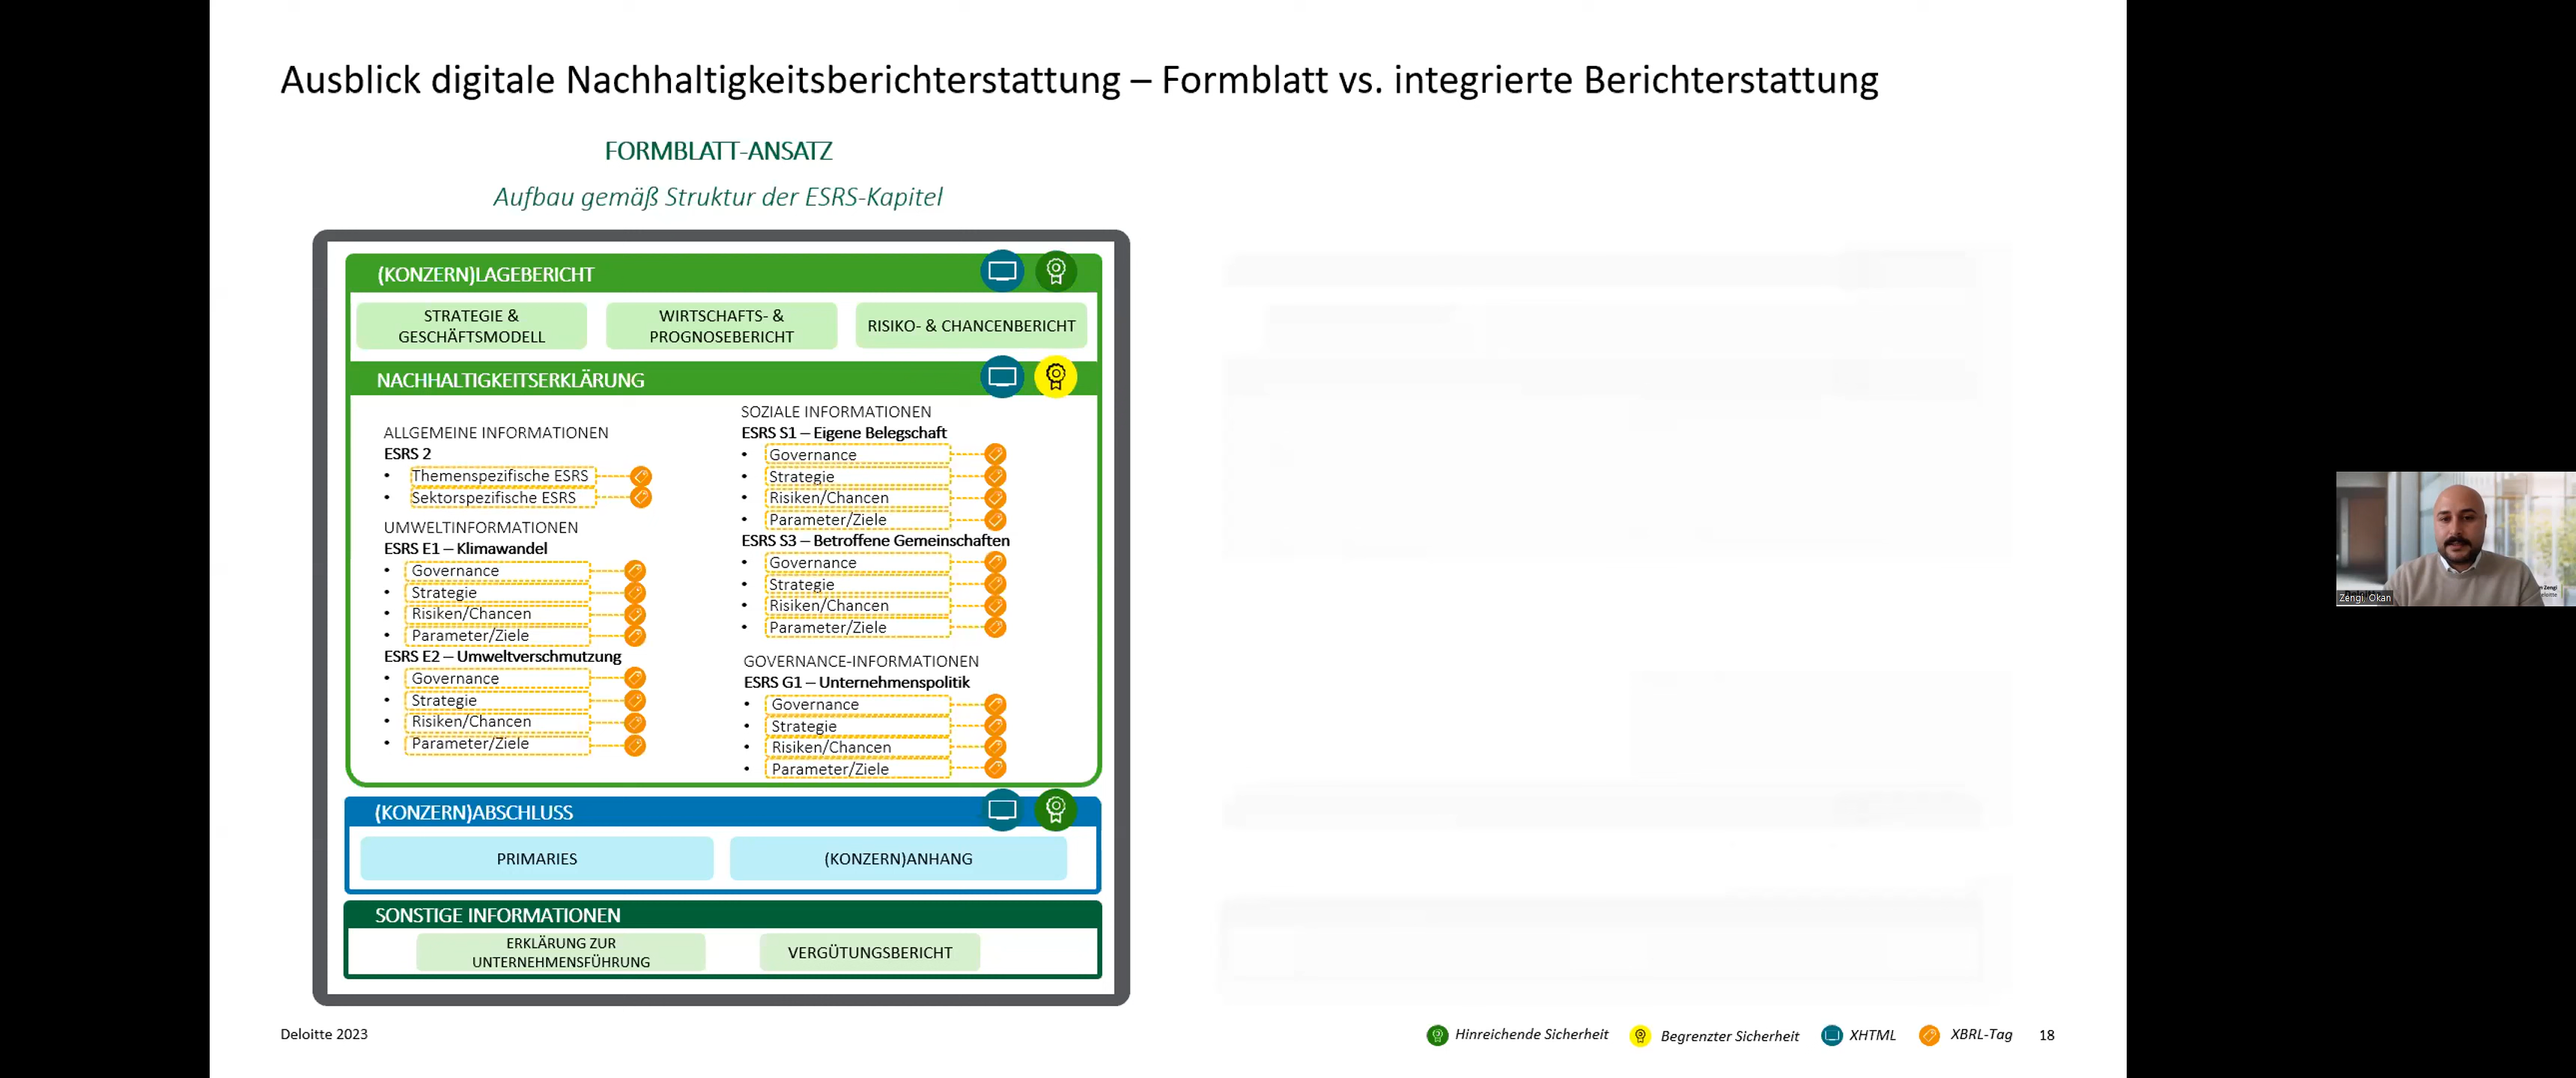 Ausblick digitale Nachhaltigkeitsberichterstattung – Formblatt vs. integrierte Berichterstattung
FORMBLATT-ANSATZ
Aufbau gemäß Struktur der ESRS-Kapitel
(KONZERN)LAGEBERICHT
STRATEGIE &
GESCHÄFTSMODELL
WIRTSCHAFTS- &
PROGNOSEBERICHT
RISIKO- & CHANCENBERICHT
NACHHALTIGKEITSERKLÄRUNG
ALLGEMEINE INFORMATIONEN
ESRS 2
• Themenspezifische ESRS
• Sektorspezifische ESRS
UMWELTINFORMATIONEN
ESRS E1 – Klimawandel
• Governance
• Strategie
• Risiken/Chancen
• Parameter/Ziele
ESRS E2 – Umweltverschmutzung
• Governance
• Strategie
• Risiken/Chancen
• Parameter/Ziele
SOZIALE INFORMATIONEN
ESRS S1 – Eigene Belegschaft
• Governance
• Strategie
• Risiken/Chancen
• Parameter/Ziele
ESRS S3 – Betroffene Gemeinschaften
• Governance
• Strategie
• Risiken/Chancen
• Parameter/Ziele
GOVERNANCE-INFORMATIONEN
ESRS G1 – Unternehmenspolitik
• Governance
• Strategie
• Risiken/Chancen
• Parameter/Ziele
(KONZERN)ABSCHLUSS
PRIMARIES
(KONZERN)ANHANG
SONSTIGE INFORMATIONEN
ERKLÄRUNG ZUR
UNTERNEHMENSFÜHRUNG
VERGÜTUNGSBERICHT
Zengi, Okan
Deloitte 2023
Hinreichende Sicherheit
Begrenzter Sicherheit
XHTML
XBRL-Tag
18